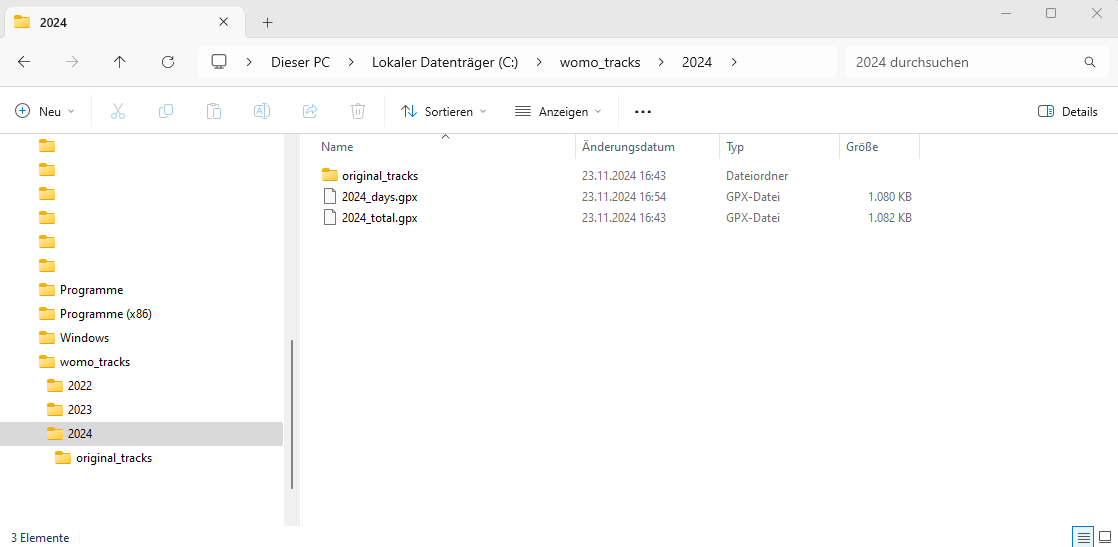 2024
Dieser PC > Lokaler Datenträger (C:) > womo_tracks > 2024 >
2024 durchsuchen
Neu
Sortieren
Anzeigen
Details
Programme
Programme (x86)
Windows
womo_tracks
2022
2023
2024
original_tracks
Name Änderungsdatum Typ Größe
original_tracks 23.11.2024 16:43 Dateiordner
2024_days.gpx 23.11.2024 16:54 GPX-Datei 1.080 KB
2024_total.gpx 23.11.2024 16:43 GPX-Datei 1.082 KB
3 Elemente